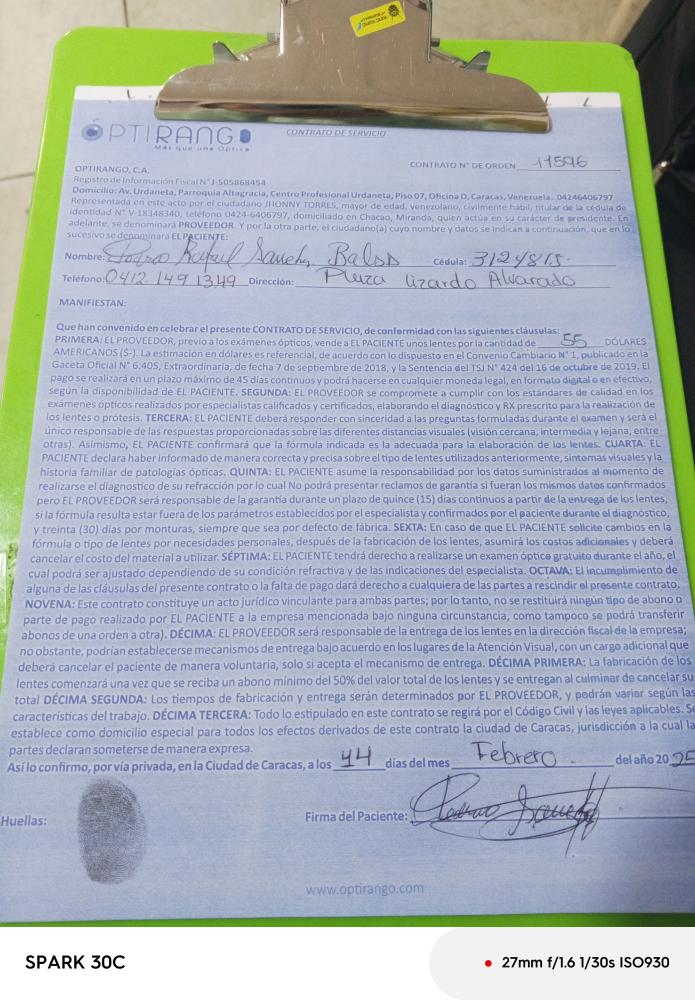 OPTIRANGO
Más que una Óptica
CONTRATO DE SERVICIO
CONTRATO N° DE ORDEN 11596
OPTIRANGO, C.A.
Registro de Información Fiscal N° J-505868454
Domicilio: Av. Urdaneta, Parroquia Altagracia, Centro Profesional Urdaneta, Piso 07, Oficina D, Caracas, Venezuela. 04246406797
Representada en este acto por el ciudadano JHONNY TORRES, mayor de edad, venezolano, civilmente hábil, titular de la cédula de
identidad N° V-18348340, teléfono 0424-6406797, domiciliado en Chacao, Miranda, quien actúa en su carácter de presidente. En
adelante, se denominará PROVEEDOR. Y por la otra parte, el ciudadano(a) cuyo nombre y datos se indican a continuación, que en lo
sucesivo se denominará EL PACIENTE:
Nombre: Pedro Rafael Sanchez Cédula: 3124815.
Teléfono: 0412 149 1349 Dirección: Plaza Lizardo Alvarado
MANIFIESTAN:
Que han convenido en celebrar el presente CONTRATO DE SERVICIO, de conformidad con las siguientes cláusulas:
PRIMERA: EL PROVEEDOR, previo a los exámenes ópticos, vende a EL PACIENTE unos lentes por la cantidad de 55 DÓLARES
AMERICANOS ($-). La estimación en dólares es referencial, de acuerdo con lo dispuesto en el Convenio Cambiario N° 1, publicado en la
Gaceta Oficial N° 6.405, Extraordinaria, de fecha 7 de septiembre de 2018, y la Sentencia del TSJ N° 424 del 16 de octubre de 2019. El
pago se realizará en un plazo máximo de 45 días continuos y podrá hacerse en cualquier moneda legal, en formato digital o en efectivo,
según la disponibilidad del EL PACIENTE. SEGUNDA: EL PROVEEDOR se compromete a cumplir con los estándares de calidad en los
exámenes ópticos realizados por especialistas calificados y certificados, elaborando el diagnóstico y RX prescrito para la realización de
los lentes o prótesis. TERCERA: EL PACIENTE deberá responder con sinceridad a las preguntas formuladas durante el examen y será el
único responsable de las respuestas proporcionadas sobre las diferentes distancias visuales (visión cercana, intermedia y lejana, entre
otras). Asimismo, EL PACIENTE confirmará que la fórmula indicada es la adecuada para la elaboración de los lentes. CUARTA: EL
PACIENTE declara haber informado de manera correcta y precisa sobre el tipo de lentes utilizados anteriormente, síntomas visuales y la
historia familiar de patologías ópticas. QUINTA: EL PACIENTE asume la responsabilidad por los datos suministrados al momento de
realizarse el diagnostico de su refracción por lo cual No podrá presentar reclamos de garantía si fueran los mismos datos confirmados
pero EL PROVEEDOR será responsable de la garantía durante un plazo de quince (15) días continuos a partir de la entrega de los lentes,
si la fórmula resulta estar fuera de los parámetros establecidos por el especialista y confirmados por el paciente durante el diagnóstico,
y treinta (30) días por monturas, siempre que sea por defecto de fábrica. SEXTA: En caso de que EL PACIENTE solicite cambios en la
fórmula o tipo de lentes por necesidades personales, después de la fabricación de los lentes, asumirá los costos adicionales y deberá
cancelar el costo del material a utilizar. SÉPTIMA: EL PACIENTE tendrá derecho a realizarse un examen óptico gratuito durante el año, el
cual podrá ser ajustado dependiendo de su condición refractiva y de las indicaciones del especialista. OCTAVA: El incumplimiento de
alguna de las cláusulas del presente contrato o la falta de pago dará derecho a cualquiera de las partes a rescindir el presente contrato.
NOVENA: Este contrato constituye un acto jurídico vinculante para ambas partes; por lo tanto, no se restituirá ningún tipo de abono o
parte de pago realizado por EL PACIENTE a la empresa mencionada bajo ninguna circunstancia, como tampoco se podrá transferir
abonos de una orden a otra). DÉCIMA: EL PROVEEDOR será responsable de la entrega de los lentes en la dirección fiscal de la empresa;
no obstante, podrían establecerse mecanismos de entrega bajo acuerdo en los lugares de la Atención Visual, con un cargo adicional que
deberá cancelar el paciente de manera voluntaria, solo si acepta el mecanismo de entrega. DÉCIMA PRIMERA: La fabricación de los
lentes comenzará una vez que se reciba un abono mínimo del 50% del valor total de los lentes y se entregan al culminar de cancelar su
total DÉCIMA SEGUNDA: Los tiempos de fabricación y entrega serán determinados por EL PROVEEDOR, y podrán variar según las
características del trabajo. DÉCIMA TERCERA: Todo lo estipulado en este contrato se regirá por el Código Civil y las leyes aplicables. Se
establece como domicilio especial para todos los efectos derivados de este contrato la ciudad de Caracas, jurisdicción a la cual la
partes declaran someterse de manera expresa.
Así lo confirmo, por vía privada, en la Ciudad de Caracas, a los 14 días del mes Febrero. del año 2025
Huellas:
Firma del Paciente: Pedro Sanchez
www.optirango.com
SPARK 30C
27mm f/1.6 1/30s ISO930